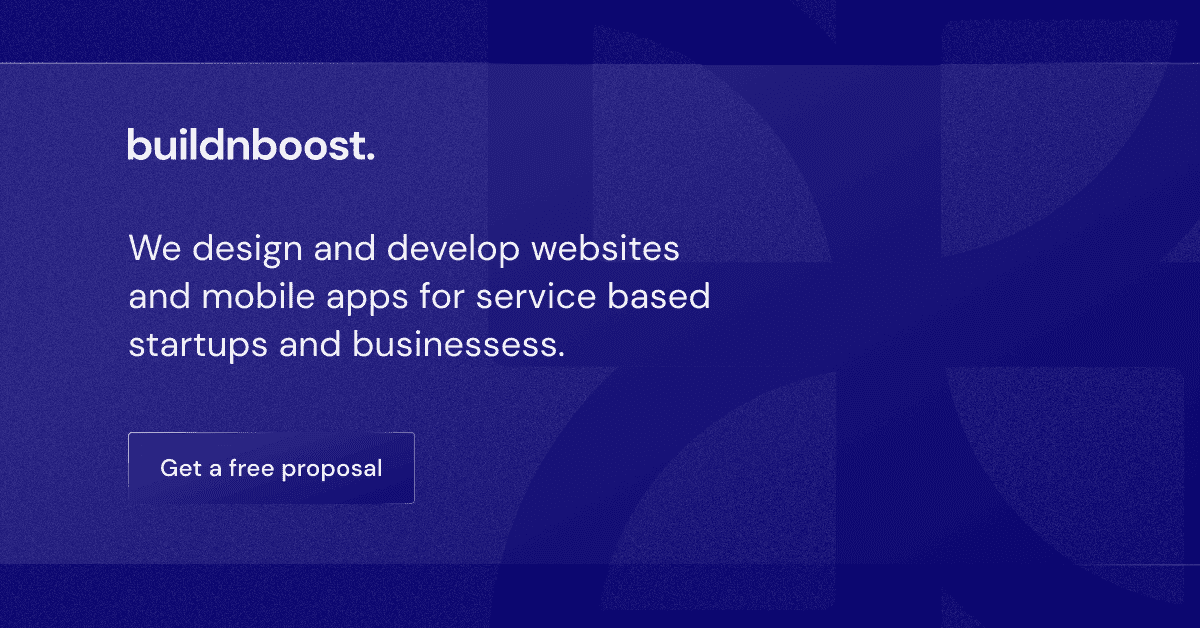 buildnboost.
We design and develop websites
and mobile apps for service based
startups and businessess.
Get a free proposal